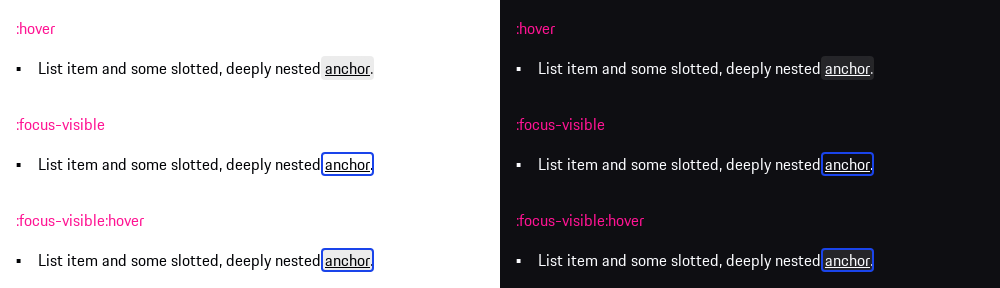 :hover
▪ List item and some slotted, deeply nested anchor.
:focus-visible
▪ List item and some slotted, deeply nested anchor.
:focus-visible:hover
▪ List item and some slotted, deeply nested anchor.
:hover
▪ List item and some slotted, deeply nested anchor.
:focus-visible
▪ List item and some slotted, deeply nested anchor.
:focus-visible:hover
▪ List item and some slotted, deeply nested anchor.